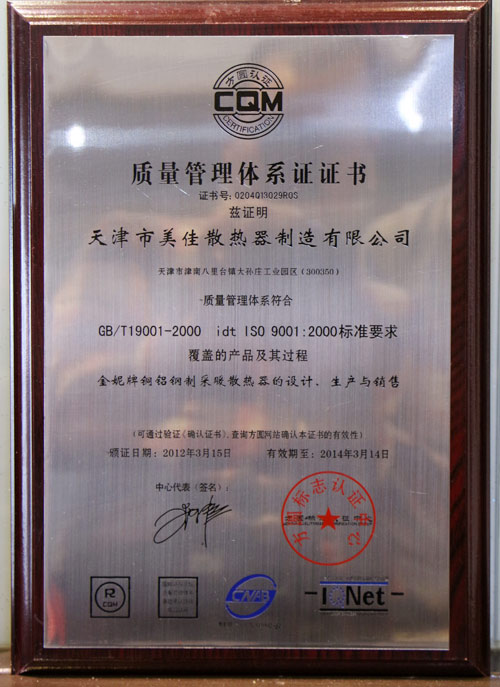 方圆认证
CQM
CERTIFICATION
质量管理体系证证书
证书号:0204Q13029R0S
兹证明
天津市美佳散热器制造有限公司
天津市津南八里台镇大孙庄工业园区(300350)
质量管理体系符合
GB/T19001-2000 idt ISO 9001:2000标准要求
覆盖的产品及其过程
金妮牌铜铝钢制采暖散热器的设计、生产与销售
(可通过验证《确认证书》、查询方圆网站确认本证书的有效性)
颁证日期:2012年3月15日 有效期至:2014年3月14日
中心代表(签名):
方圆标志认证中心
R
CQM
CNAB
IQNet